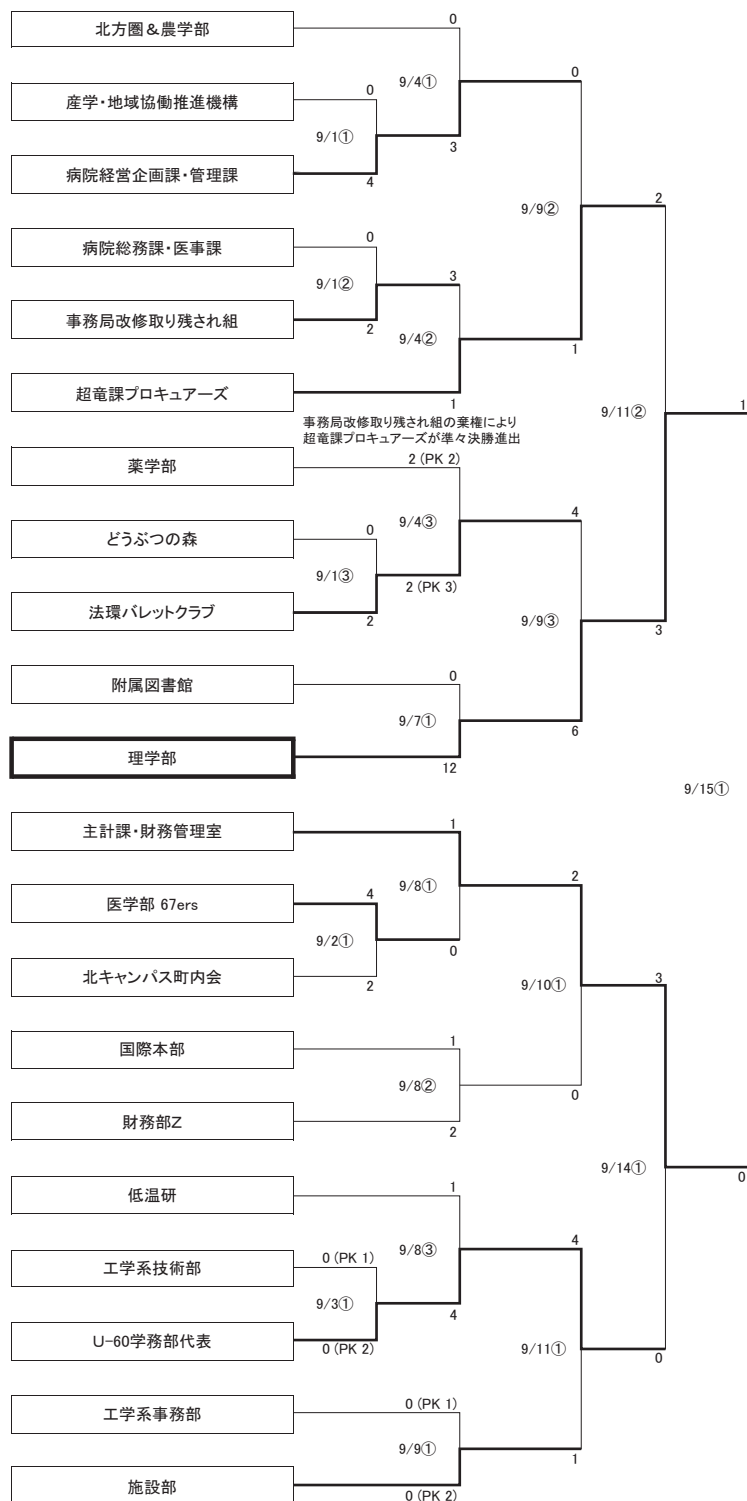 0
北方圏＆農学部
0
9/4①
0
産学・地域協働推進機構
9/1①
3
病院経営企画課・管理課
4
2
9/9②
0
病院総務課・医事課
3
9/1②
事務局改修取り残され組
2
9/4②
1
超竜課プロキュアーズ
1
1
9/11②
事務局改修取り残され組の棄権により
超竜課プロキュアーズが準々決勝進出
2 (PK 2)
薬学部
4
9/4③
0
どうぶつの森
9/1③
2 (PK 3)
法環バレットクラブ
2
9/9③
3
0
附属図書館
9/7①
6
理学部
12
9/15①
1
主計課・財務管理室
2
4
9/8①
医学部 67ers
9/2①
0
3
北キャンパス町内会
2
9/10①
1
国際本部
9/8②
0
財務部Z
2
9/14①
0
1
低温研
4
0 (PK 1)
9/8③
工学系技術部
9/3①
4
U-60学務部代表
0 (PK 2)
9/11①
0
0 (PK 1)
工学系事務部
9/9①
1
施設部
0 (PK 2)